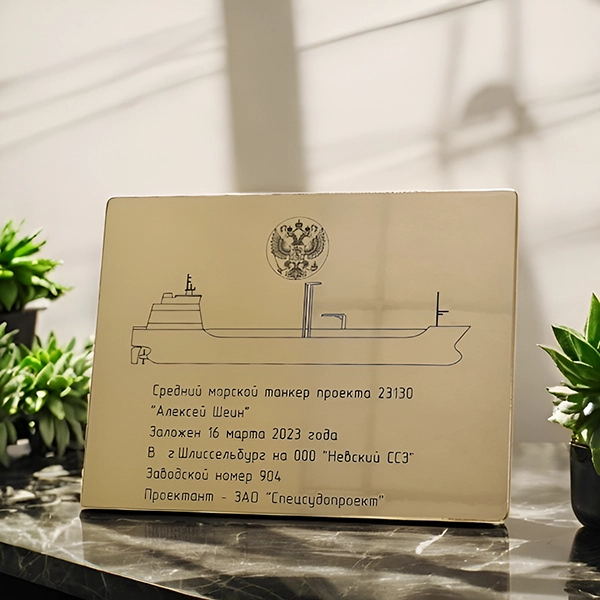 Средний морской танкер проекта 23130
"Алексей Шеин"
Заложен 16 марта 2023 года
В г.Шлиссельбург на ООО "Невский ССЗ"
Заводской номер 904
Проектант - ЗАО "Спецсудопроект"